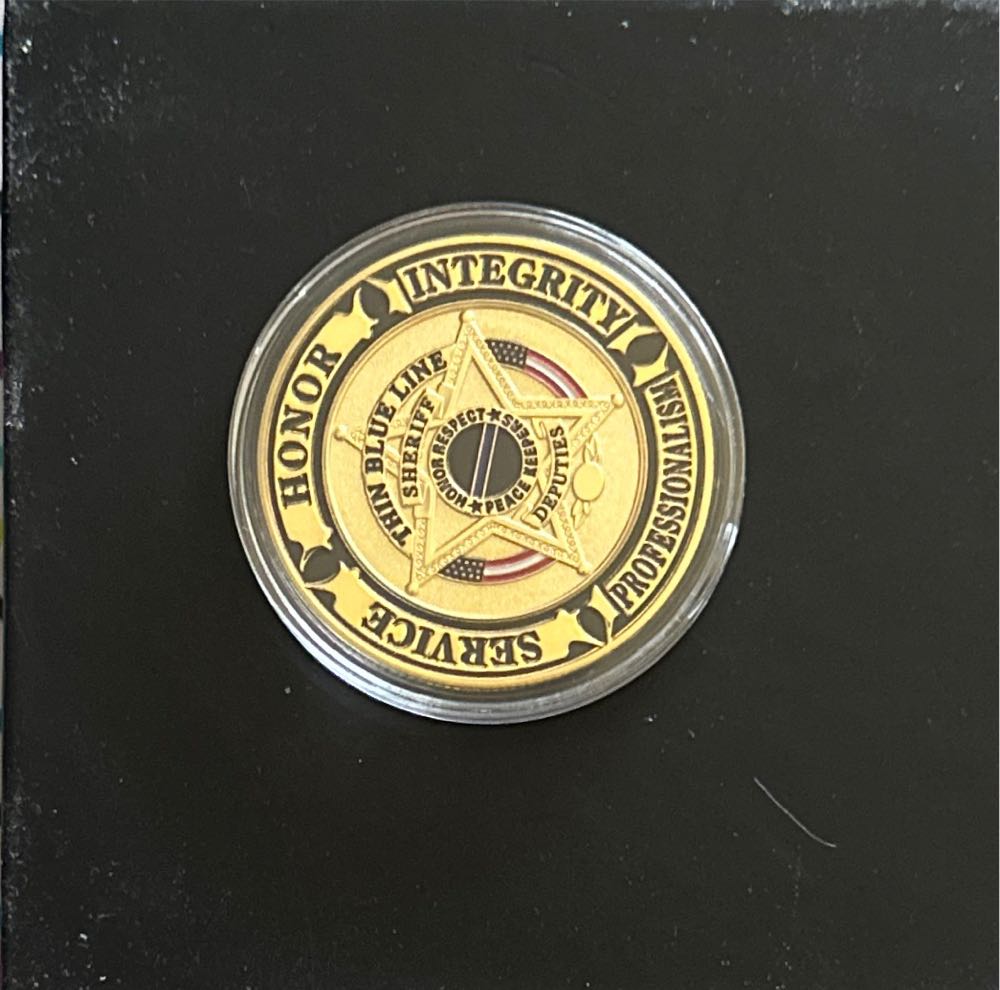 HONOR
INTEGRITY
PROFESSIONALISM
SERVICE
THIN BLUE LINE
SHERIFF
DEPUTIES
HONOR RESPECT
PEACE KEEPERS